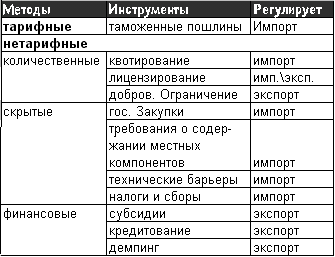 Методы Инструменты Регулирует
тарифные таможенные пошлины Импорт
нетарифные
количественные квотирование импорт
лицензирование имп.\эксп.
добров. Ограничение экспорт
скрытые гос. Закупки импорт
требования о содер-
жании местных
компонентов импорт
технические барьеры импорт
налоги и сборы импорт
финансовые субсидии экспорт
кредитование экспорт
демпинг экспорт